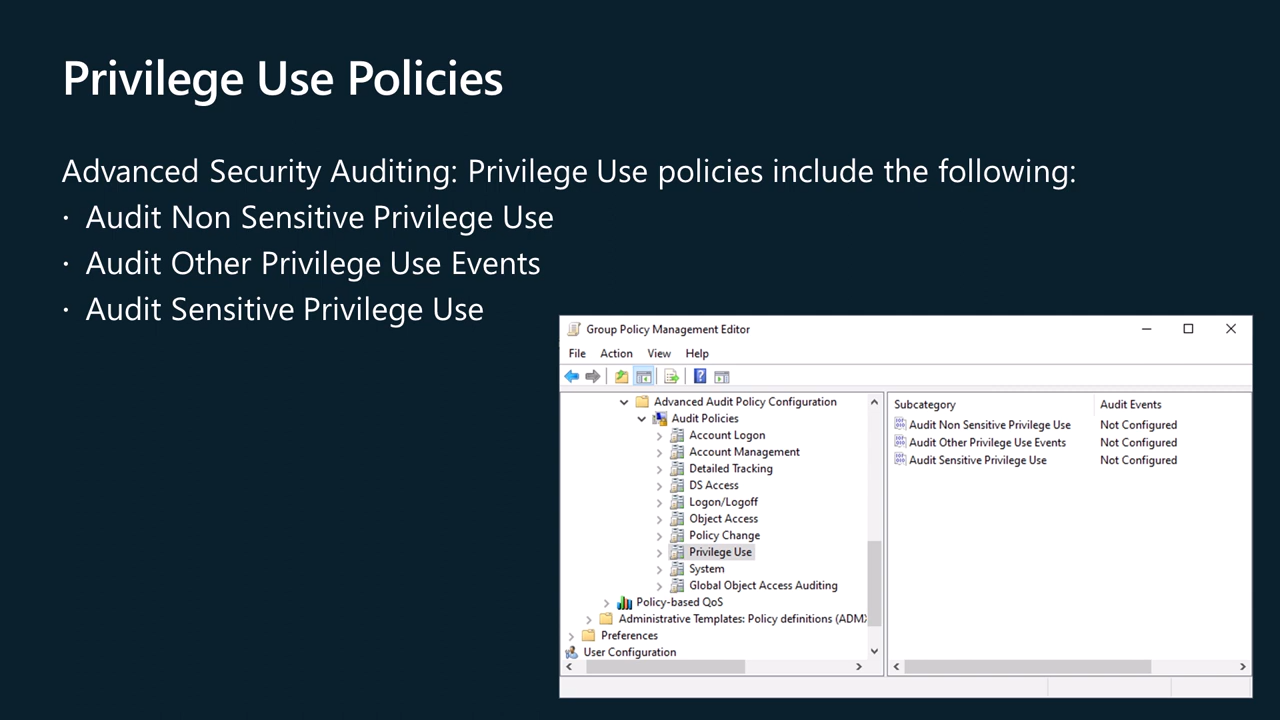 Privilege Use Policies
Advanced Security Auditing: Privilege Use policies include the following:
· Audit Non Sensitive Privilege Use
· Audit Other Privilege Use Events
· Audit Sensitive Privilege Use
Group Policy Management Editor
File Action View Help
Advanced Audit Policy Configuration
Audit Policies
Account Logon
Account Management
Detailed Tracking
DS Access
Logon/Logoff
Object Access
Policy Change
Privilege Use
System
Global Object Access Auditing
Policy-based QoS
Administrative Templates: Policy definitions (ADM
Preferences
User Configuration
Subcategory Audit Events
Audit Non Sensitive Privilege Use Not Configured
Audit Other Privilege Use Events Not Configured
Audit Sensitive Privilege Use Not Configured